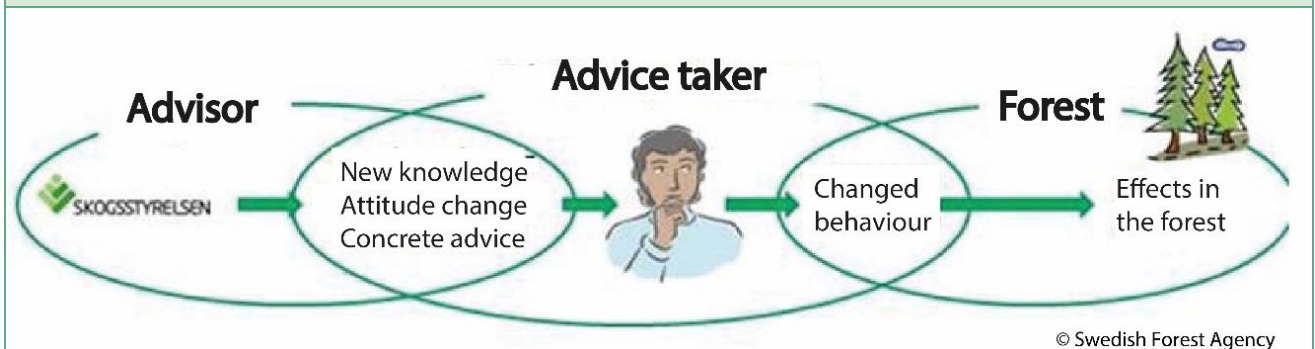 Advisor
Advice taker
Forest
SKOGSSTYRELSEN
New knowledge
Attitude change
Concrete advice
Changed
behaviour
Effects in
the forest
© Swedish Forest Agency